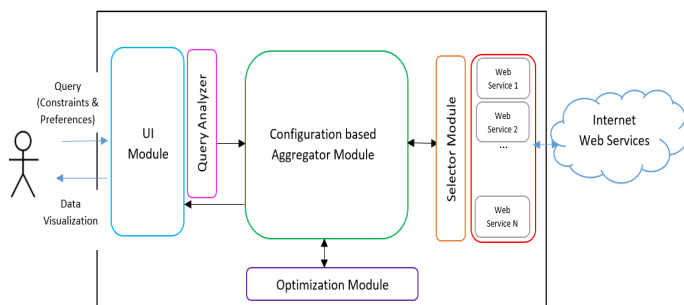 Query
(Constraints &
Preferences)
Data
Visualization
UI
Module
Query Analyzer
Configuration based
Aggregator Module
Optimization Module
Selector Module
Web
Service 1
Web
Service 2
...
Web
Service N
Internet
Web Services